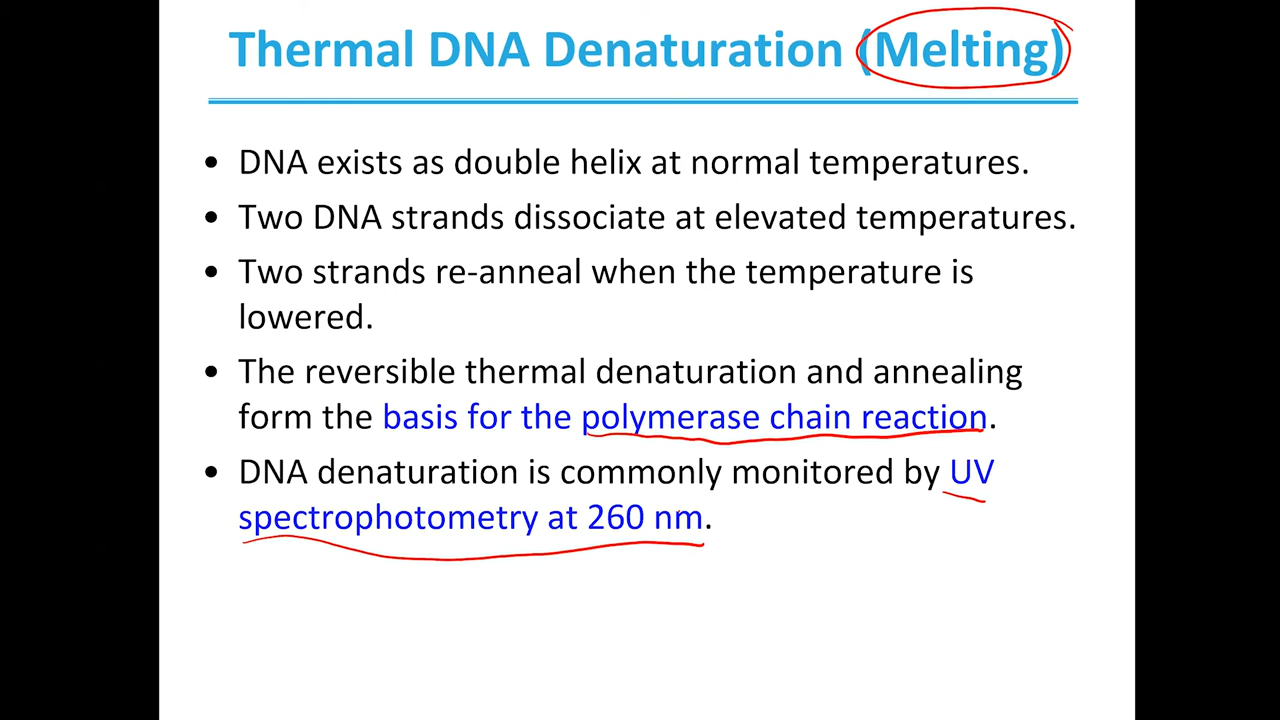 Thermal DNA Denaturation (Melting)
• DNA exists as double helix at normal temperatures.
• Two DNA strands dissociate at elevated temperatures.
• Two strands re-anneal when the temperature is
lowered.
• The reversible thermal denaturation and annealing
form the basis for the polymerase chain reaction.
• DNA denaturation is commonly monitored by UV
spectrophotometry at 260 nm.